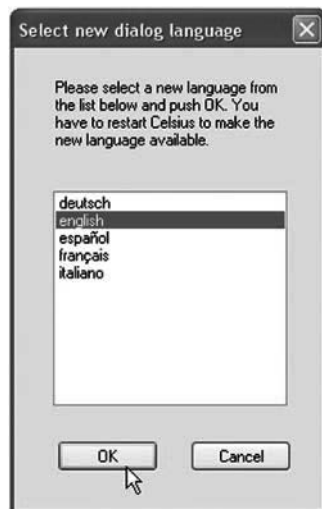 Select new dialog language
Please select a new language from
the list below and push OK. You
have to restart Celsius to make the
new language available.
deutsch
english
español
français
italiano
OK Cancel